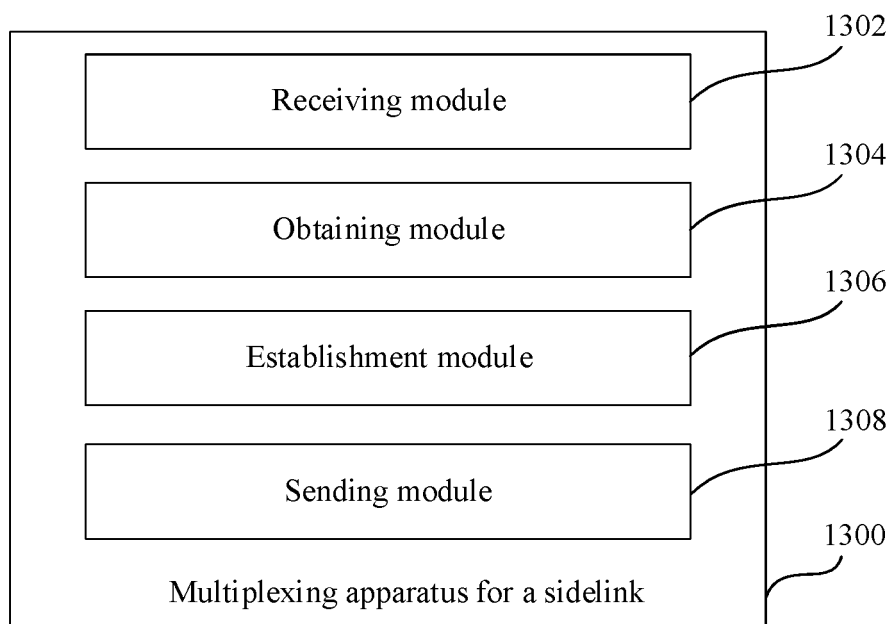 1302
Receiving module
1304
Obtaining module
1306
Establishment module
1308
Sending module
1300
Multiplexing apparatus for a sidelink